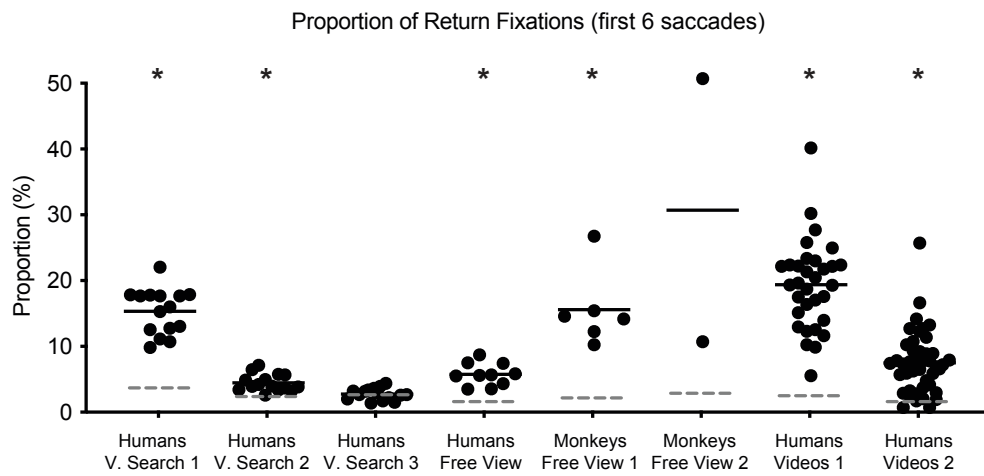 Proportion of Return Fixations (first 6 saccades)
* * * * * *
Proportion (%)
50
40
30
20
10
0
Humans V. Search 1
Humans V. Search 2
Humans V. Search 3
Humans Free View
Monkeys Free View 1
Monkeys Free View 2
Humans Videos 1
Humans Videos 2